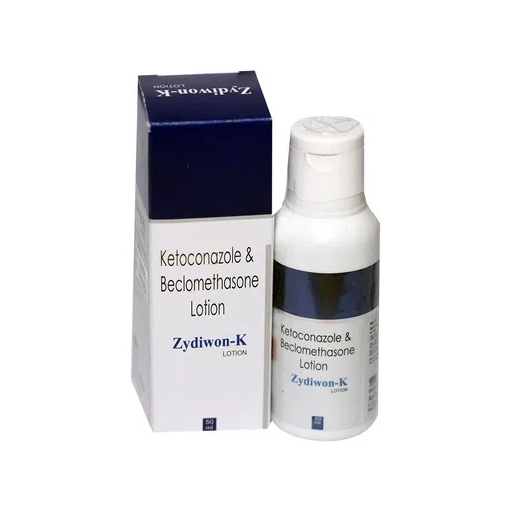 Zydiwon-K
LOTION
Ketoconazole &
Beclomethasone
Lotion
Zydiwon-K
LOTION
50
ml
Ketoconazole &
Beclomethasone
Lotion
Zydiwon-K
LOTION
50
ml